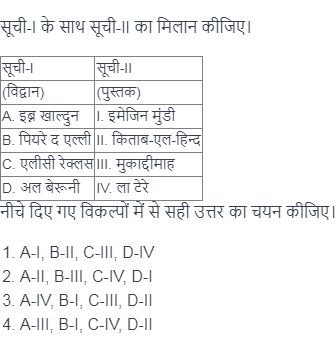 सूची-I के साथ सूची-II का मिलान कीजिए।
सूची-I सूची-II
(विद्वान) (पुस्तक)
A. इब्न खाल्दुन I. इमेजिन मुंडी
B. पियरे द एल्ली II. किताब-एल-हिन्द
C. एलीसी रेक्लस III. मुकाद्दीमाह
D. अल बेरूनी IV. ला टेरे
नीचे दिए गए विकल्पों में से सही उत्तर का चयन कीजिए।
1. A-I, B-II, C-III, D-IV
2. A-II, B-III, C-IV, D-I
3. A-IV, B-I, C-III, D-II
4. A-III, B-I, C-IV, D-II